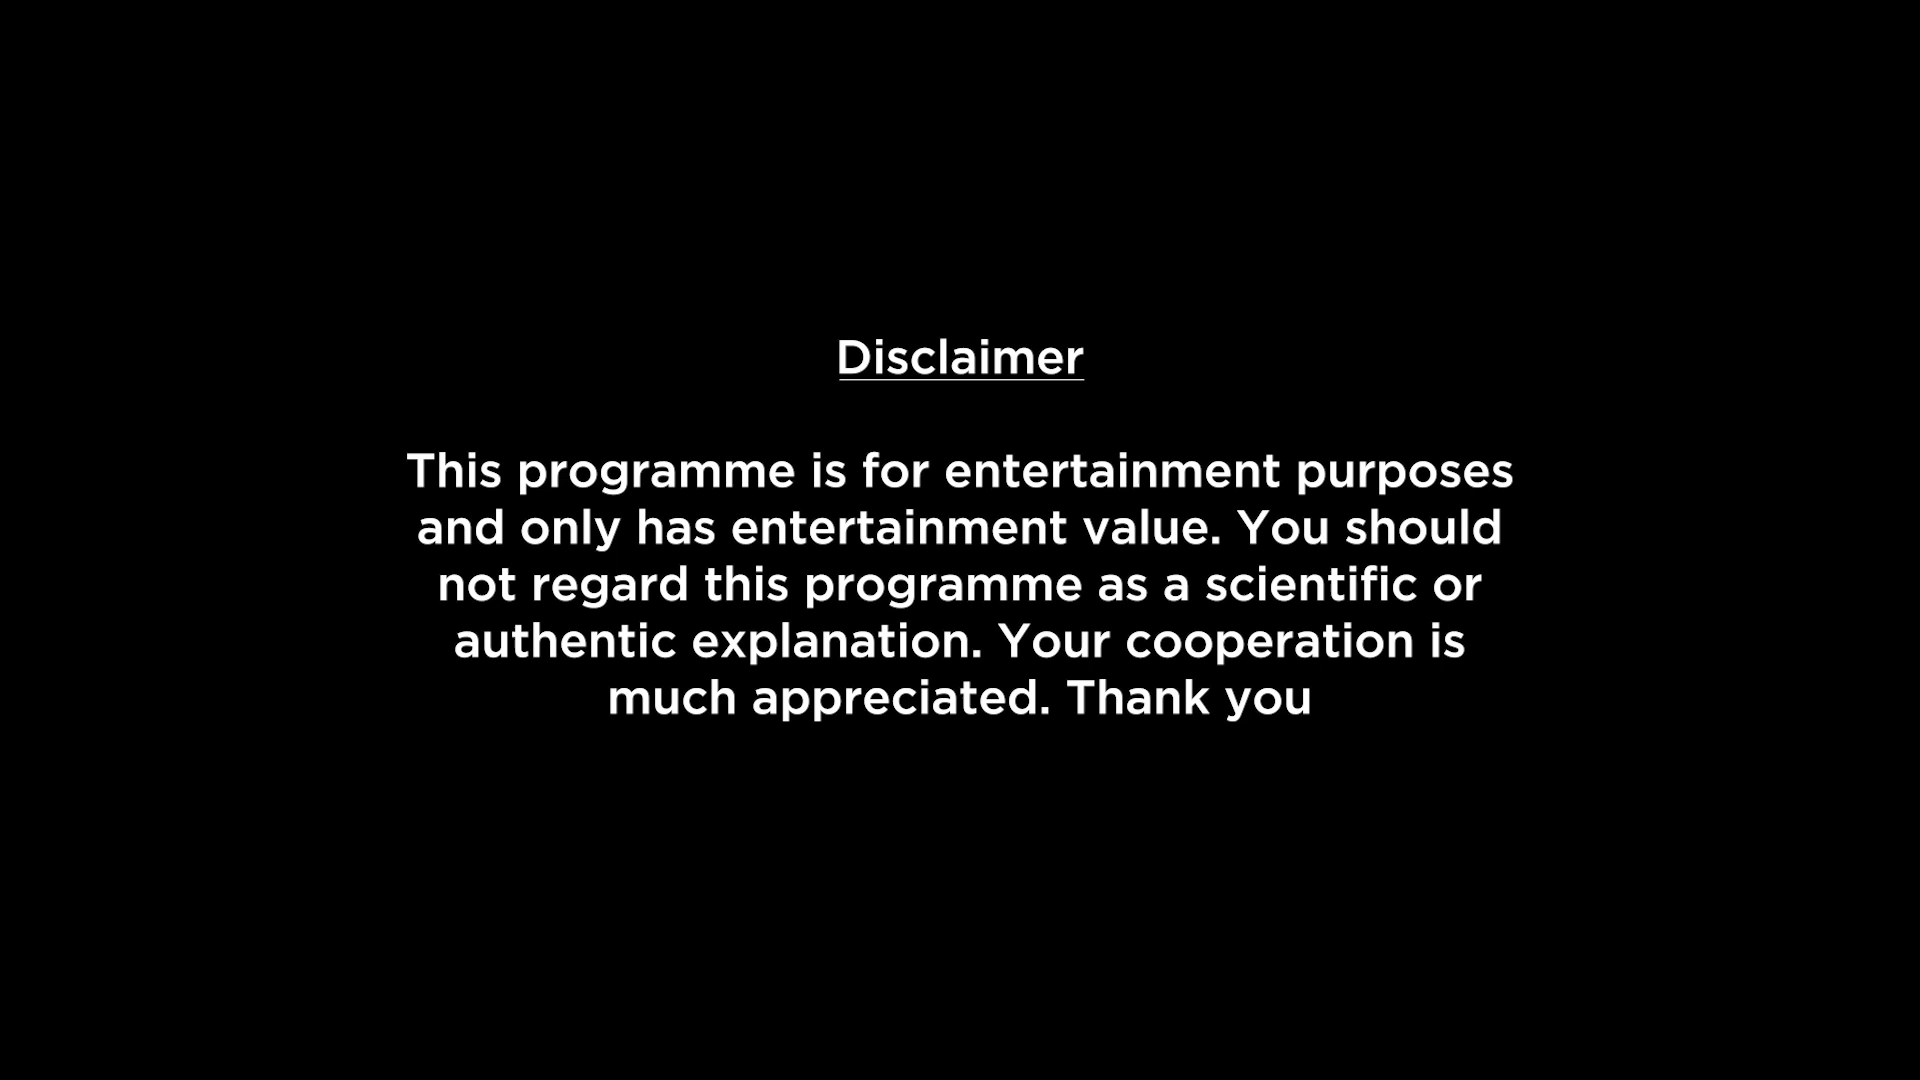 Disclaimer
This programme is for entertainment purposes
and only has entertainment value. You should
not regard this programme as a scientific or
authentic explanation. Your cooperation is
much appreciated. Thank you